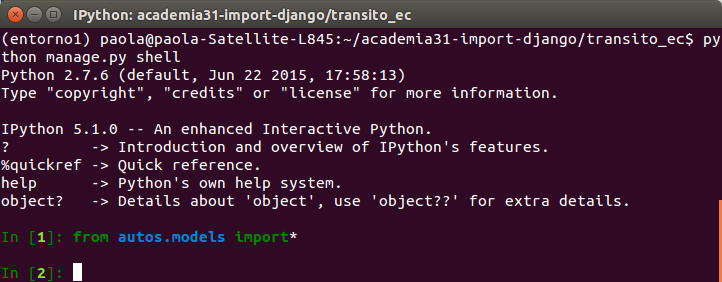 IPython: academia31-import-django/transito_ec
(entorno1) paola@paola-Satellite-L845:~/academia31-import-django/transito_ec$ py
thon manage.py shell
Python 2.7.6 (default, Jun 22 2015, 17:58:13)
Type "copyright", "credits" or "license" for more information.
IPython 5.1.0 -- An enhanced Interactive Python.
?         -> Introduction and overview of IPython's features.
%quickref -> Quick reference.
help      -> Python's own help system.
object?   -> Details about 'object', use 'object??' for extra details.
In [1]: from autos.models import*
In [2]: